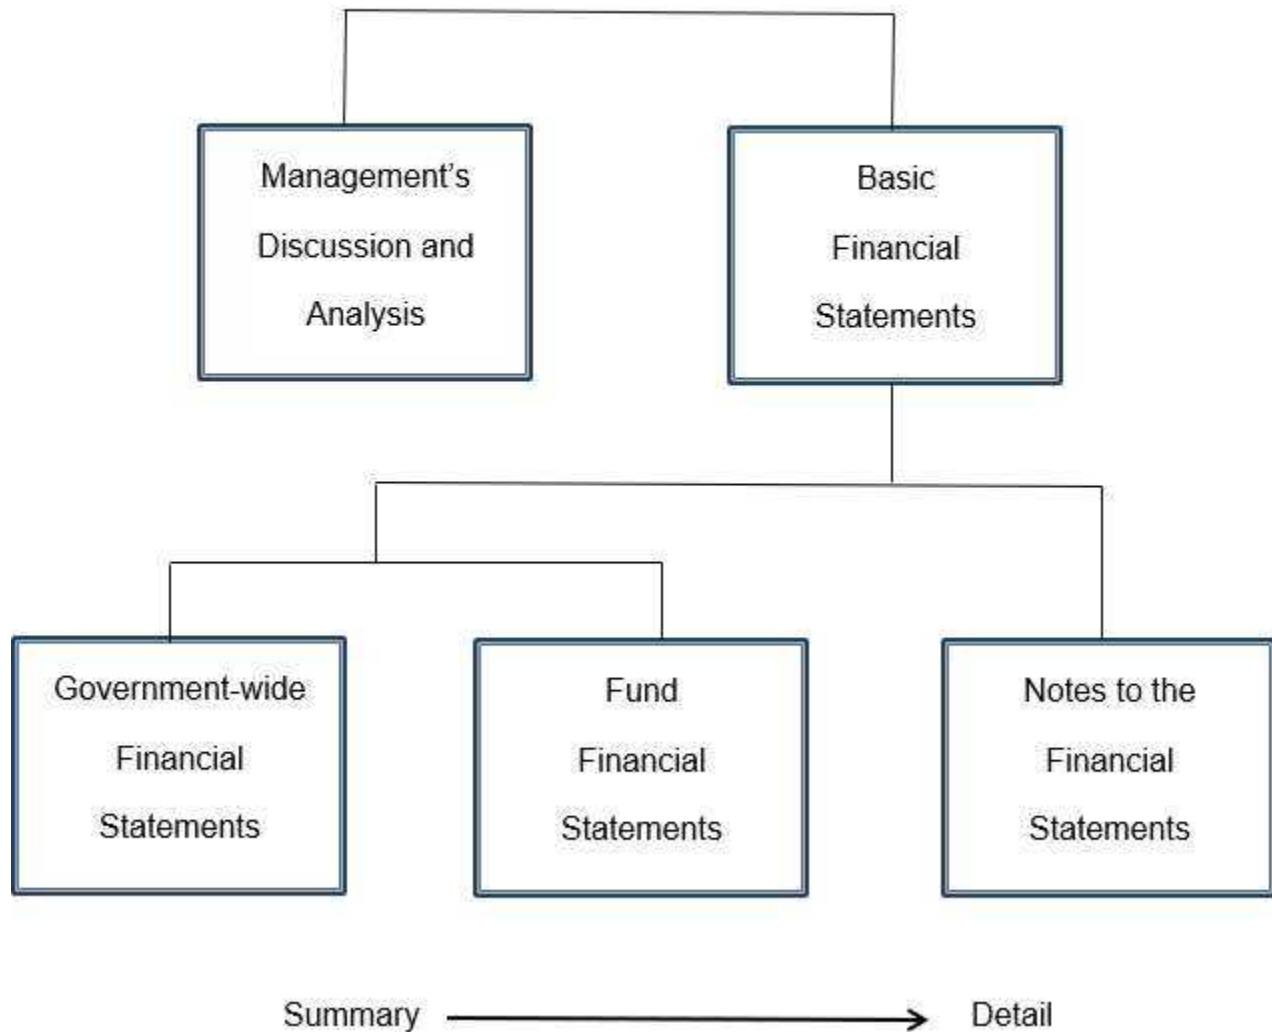 Management’s
Discussion and
Analysis
Basic
Financial
Statements
Government-wide
Financial
Statements
Fund
Financial
Statements
Notes to the
Financial
Statements
Summary
Detail